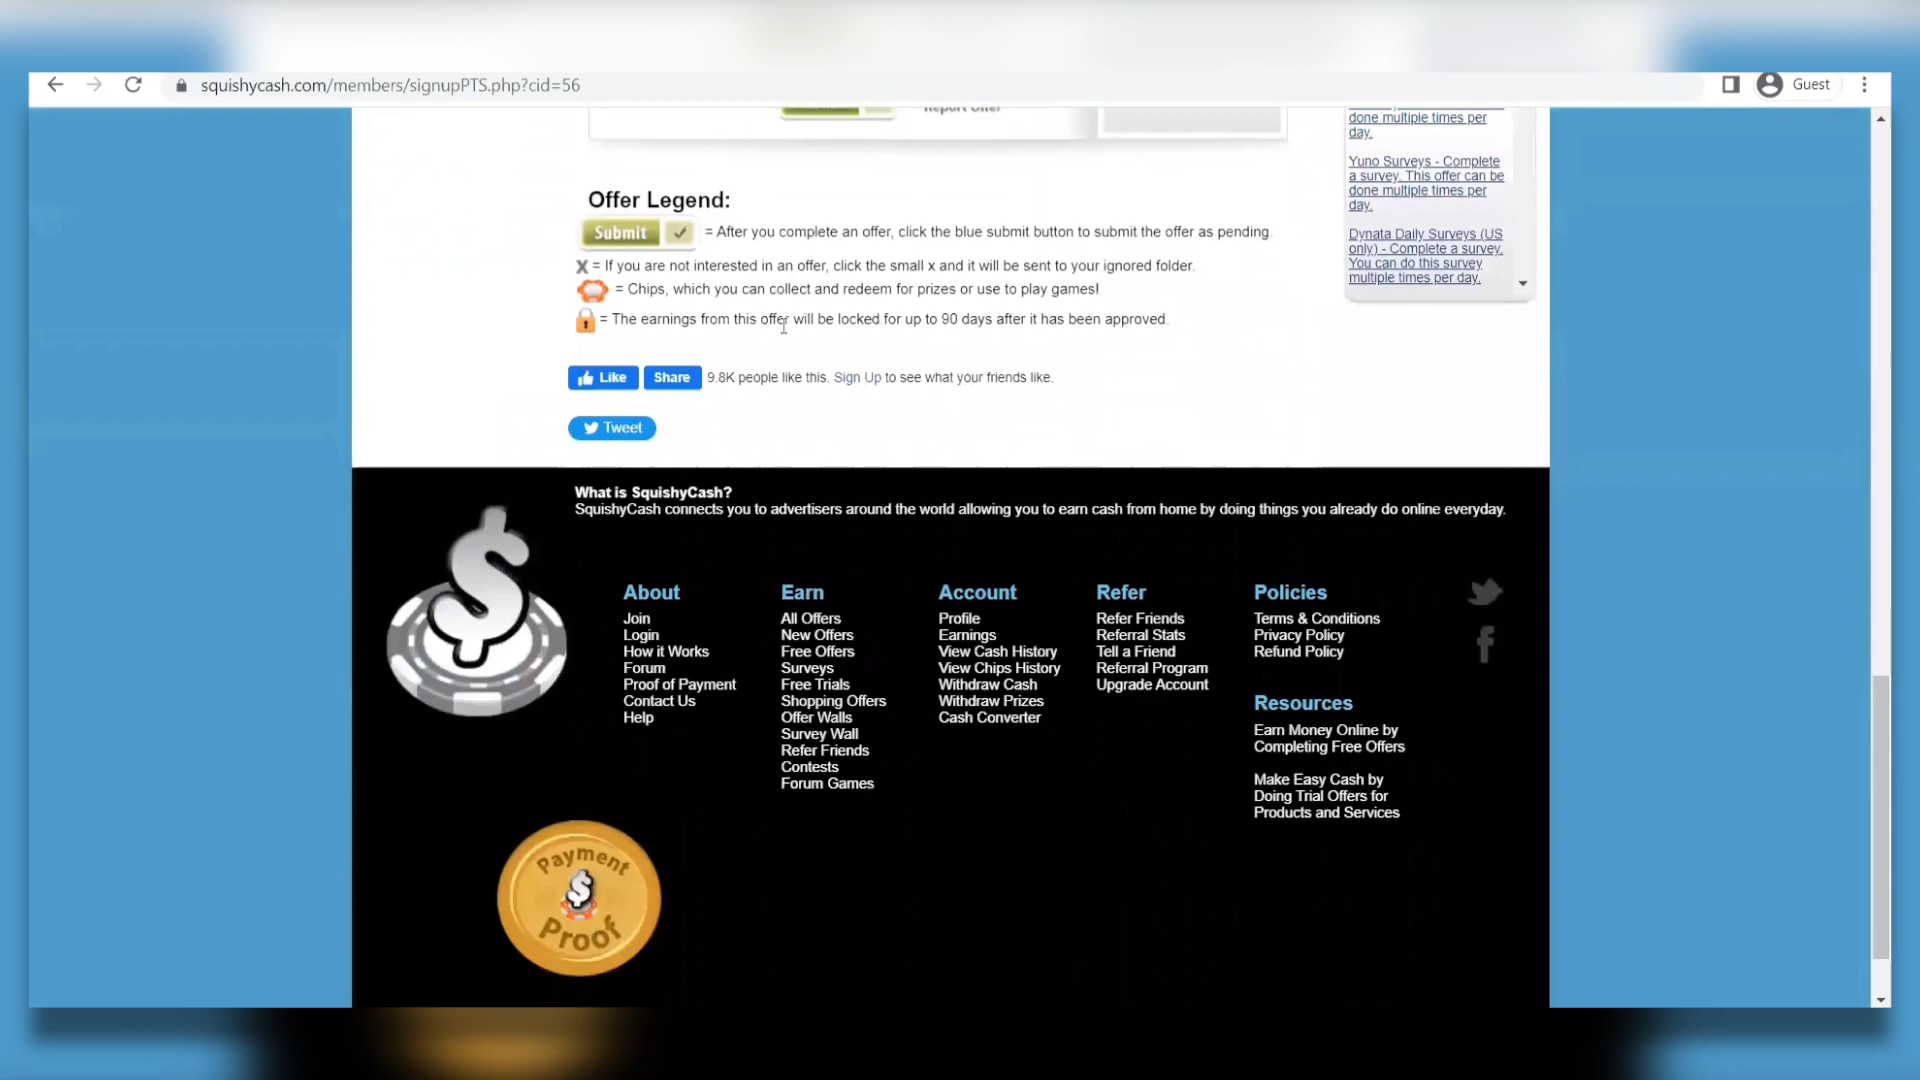 squishycash.com/members/signupPTS.php?cid=56
Guest
Report Offer
done multiple times per
day.
Yuno Surveys - Complete
a survey. This offer can be
done multiple times per
day.
Dynata Daily Surveys (US
only) - Complete a survey.
You can do this survey
multiple times per day.
Offer Legend:
Submit = After you complete an offer, click the blue submit button to submit the offer as pending.
X = If you are not interested in an offer, click the small x and it will be sent to your ignored folder.
= Chips, which you can collect and redeem for prizes or use to play games!
= The earnings from this offer will be locked for up to 90 days after it has been approved.
Like Share 9.8K people like this. Sign Up to see what your friends like.
Tweet
What is SquishyCash?
SquishyCash connects you to advertisers around the world allowing you to earn cash from home by doing things you already do online everyday.
About
Join
Login
How it Works
Forum
Proof of Payment
Contact Us
Help
Earn
All Offers
New Offers
Free Offers
Surveys
Free Trials
Shopping Offers
Offer Walls
Survey Wall
Refer Friends
Contests
Forum Games
Account
Profile
Earnings
View Cash History
View Chips History
Withdraw Cash
Withdraw Prizes
Cash Converter
Refer
Refer Friends
Referral Stats
Tell a Friend
Referral Program
Upgrade Account
Policies
Terms & Conditions
Privacy Policy
Refund Policy
Resources
Earn Money Online by
Completing Free Offers
Make Easy Cash by
Doing Trial Offers for
Products and Services
$
Payment
$
Proof